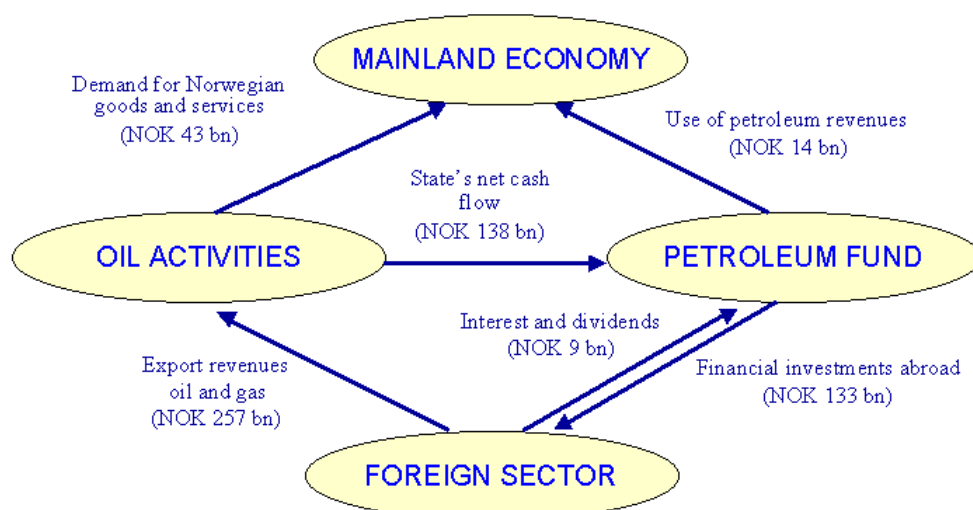 MAINLAND ECONOMY
Demand for Norwegian
goods and services
(NOK 43 bn)
Use of petroleum revenues
(NOK 14 bn)
State's net cash
flow
(NOK 138 bn)
OIL ACTIVITIES
PETROLEUM FUND
Interest and dividends
(NOK 9 bn)
Export revenues
oil and gas
(NOK 257 bn)
Financial investments abroad
(NOK 133 bn)
FOREIGN SECTOR